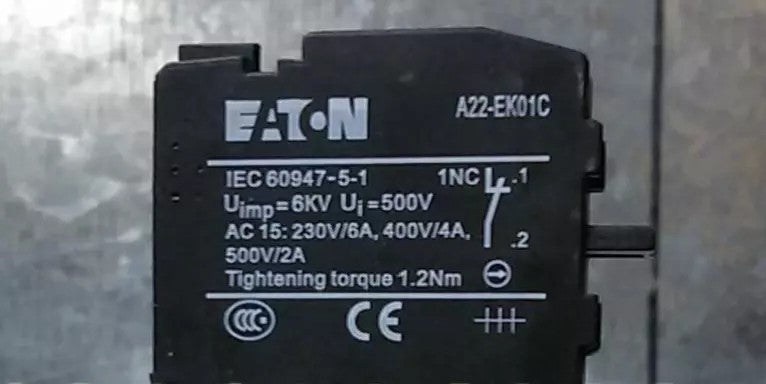 EATON
A22-EK01C
IEC 60947-5-1 1NC .1
Uimp=6KV Ui=500V
AC 15: 230V/6A, 400V/4A, .2
500V/2A
Tightening torque 1.2Nm
CCC CE